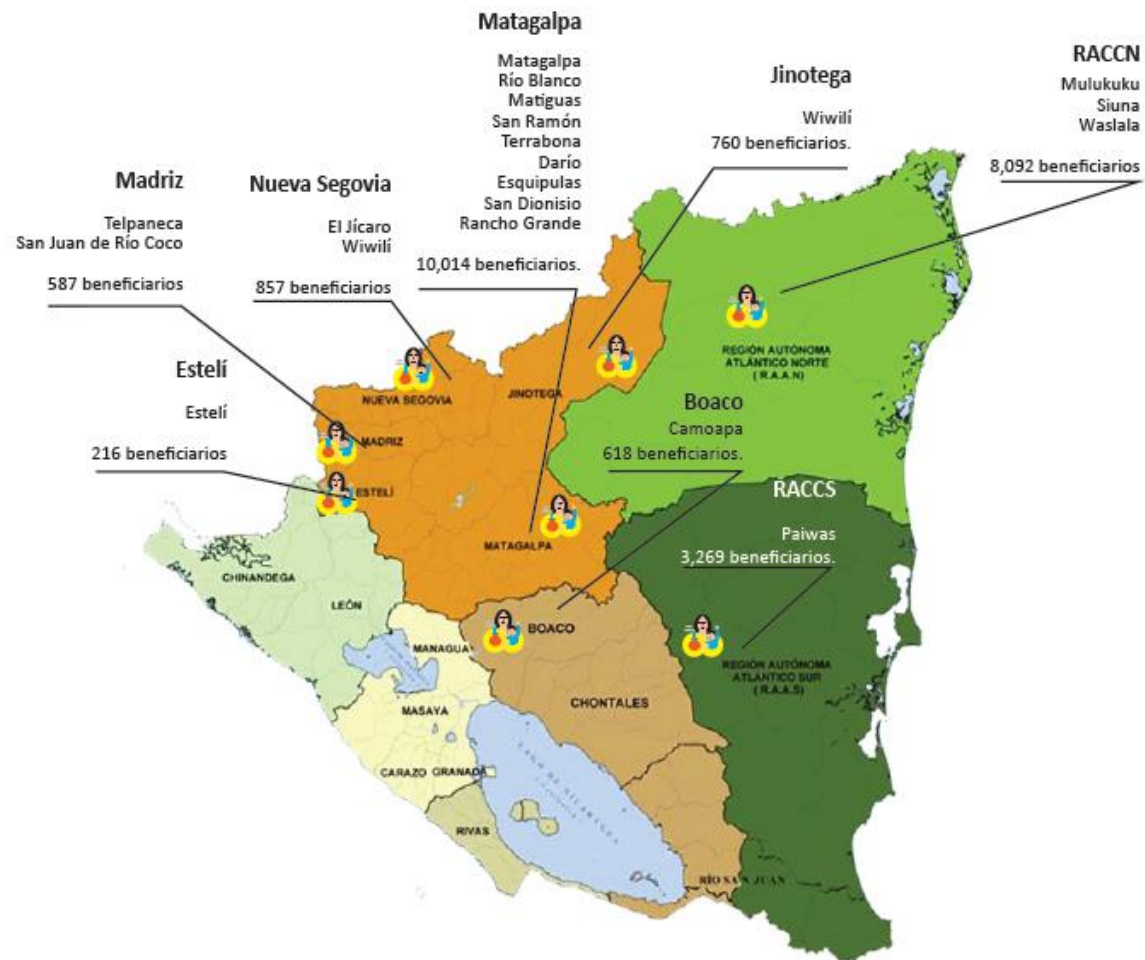 Matagalpa
Matagalpa
Río Blanco
Matiguas
San Ramón
Terrabona
Darío
Esquipulas
San Dionisio
Rancho Grande
10,014 beneficiarios.
Jinotega
Wiwilí
760 beneficiarios.
RACCN
Mulukuku
Siuna
Waslala
8,092 beneficiarios
Madriz
Telpaneca
San Juan de Río Coco
587 beneficiarios
Nueva Segovia
El Jícaro
Wiwilí
857 beneficiarios
Estelí
Estelí
216 beneficiarios
Boaco
Camoapa
618 beneficiarios.
RACCS
Paiwas
3,269 beneficiarios.
REGIÓN AUTÓNOMA
ATLÁNTICO NORTE
( R.A.A.N)
NUEVA SEGOVIA
JINOTEGA
MADRIZ
ESTELÍ
MATAGALPA
CHINANDEGA
LEÓN
BOACO
MANAGUA
REGIÓN AUTÓNOMA
ATLÁNTICO SUR
( R.A.A.S)
CHONTALES
MASAYA
CARAZO GRANADA
LAGO DE NICARAGUA
RIVAS
RÍO SAN JUAN